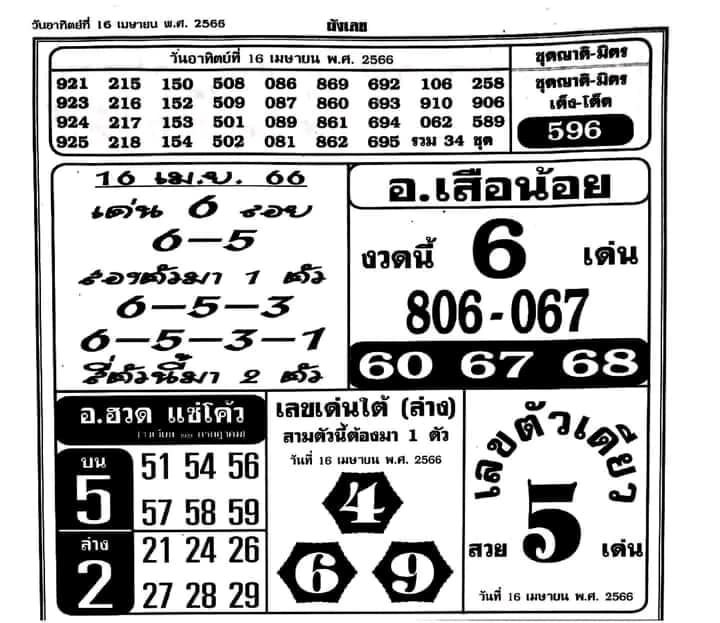 วันอาทิตย์ที่ 16 เมษายน พ.ศ. 2566
มังเลข
วันอาทิตย์ที่ 16 เมษายน พ.ศ. 2566
921 215 150 508 086 869 692 106 258
923 216 152 509 087 860 693 910 906
924 217 153 501 089 861 694 062 589
925 218 154 502 081 862 695 รวม 34 ชุด
ชุดญาติ-มิตร
ชุดญาติ-มิตร
เต็ง-โต๊ด
596
16 เม.ย. 66
เด่น 6 รอง
6-5
6-5-3
6-5-3-1
สี่ตัวนี้มา 2 ตัว
อ.เสือน้อย
งวดนี้ 6 เด่น
806-067
60 67 68
อ.ฮวด แซ่โค้ว
บน
5
51 54 56
57 58 59
ล่าง
2
21 24 26
27 28 29
เลขเด่นใต้ (ล่าง)
สามตัวนี้ต้องมา 1 ตัว
วันที่ 16 เมษายน พ.ศ. 2566
4
6 9
เลขตัวเดียว
สวย 5 เด่น
วันที่ 16 เมษายน พ.ศ. 2566